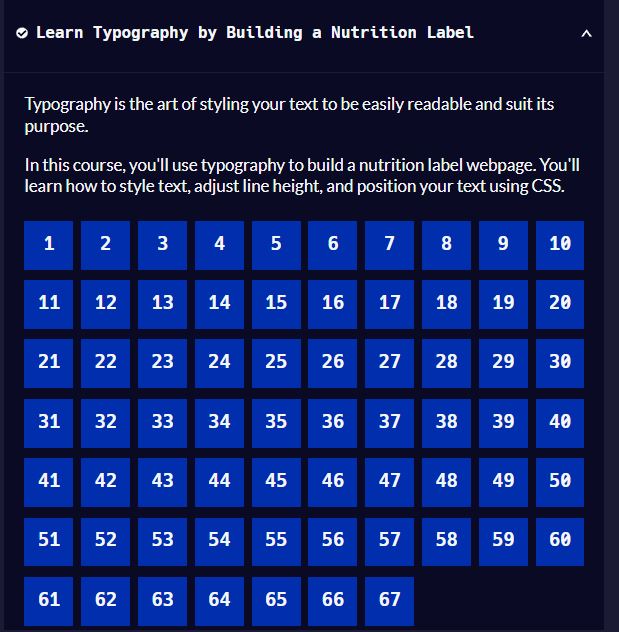 Learn Typography by Building a Nutrition Label
Typography is the art of styling your text to be easily readable and suit its
purpose.
In this course, you'll use typography to build a nutrition label webpage. You'll
learn how to style text, adjust line height, and position your text using CSS.
1 2 3 4 5 6 7 8 9 10
11 12 13 14 15 16 17 18 19 20
21 22 23 24 25 26 27 28 29 30
31 32 33 34 35 36 37 38 39 40
41 42 43 44 45 46 47 48 49 50
51 52 53 54 55 56 57 58 59 60
61 62 63 64 65 66 67